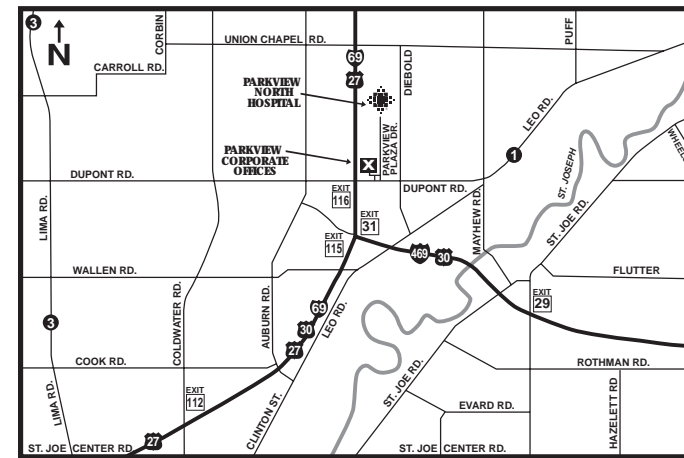 3
N
CORBIN
UNION CHAPEL RD.
PUFF
CARROLL RD.
69
27
DIEBOLD
PARKVIEW
NORTH
HOSPITAL
LEO RD.
1
PARKVIEW
PLAZA DR.
PARKVIEW
CORPORATE
OFFICES
X
DUPONT RD.
DUPONT RD.
ST. JOSEPH
LIMA RD.
EXIT
116
EXIT
31
EXIT
115
MAYHEW RD.
ST. JOE RD.
469
30
WALLEN RD.
FLUTTER
COLDWATER RD.
AUBURN RD.
69
30
27
LEO RD.
EXIT
29
3
COOK RD.
ROTHMAN RD.
LIMA RD.
EXIT
112
CLINTON ST.
ST. JOE RD.
EVARD RD.
HAZELETT RD
ST. JOE CENTER RD
27
ST. JOE CENTER RD.